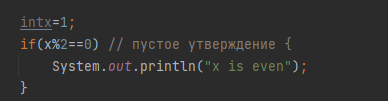 intx=1;
if(x%2==0) // пустое утверждение {
System.out.println("x is even");
}